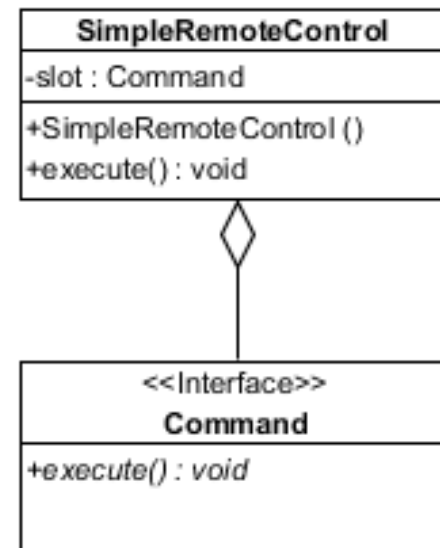 SimpleRemoteControl
-slot : Command
+SimpleRemoteControl ()
+execute() : void
<<Interface>>
Command
+execute() : void